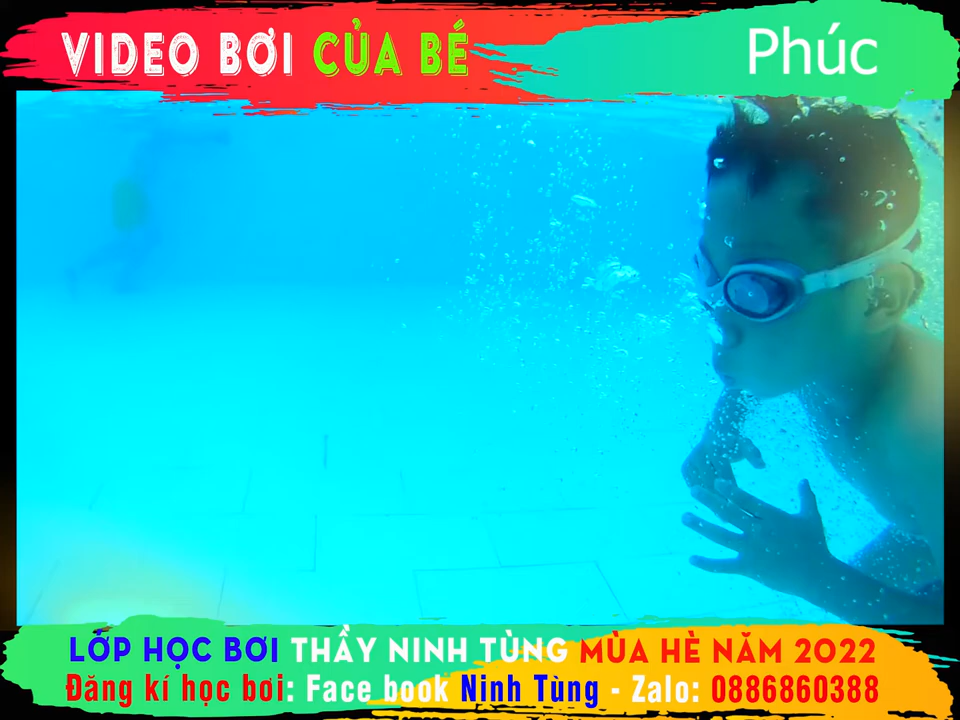 VIDEO BƠI CỦA BÉ
Phúc
LỚP HỌC BƠI THẦY NINH TÙNG MÙA HÈ NĂM 2022
Đăng kí học bơi: Face book Ninh Tùng - Zalo: 0886860388